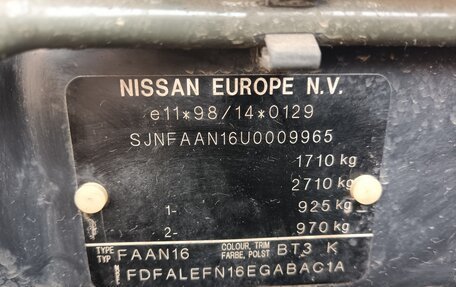 NISSAN EUROPE N.V.
e11*98/14*0129
SJNFAAN16U0009965
1710 kg
2710 kg
1- 925 kg
2- 970 kg
TYPE TYP FAAN16 COLOUR, TRIM FARBE, POLST BT3 K
FDFALEFN16EGABAC1A